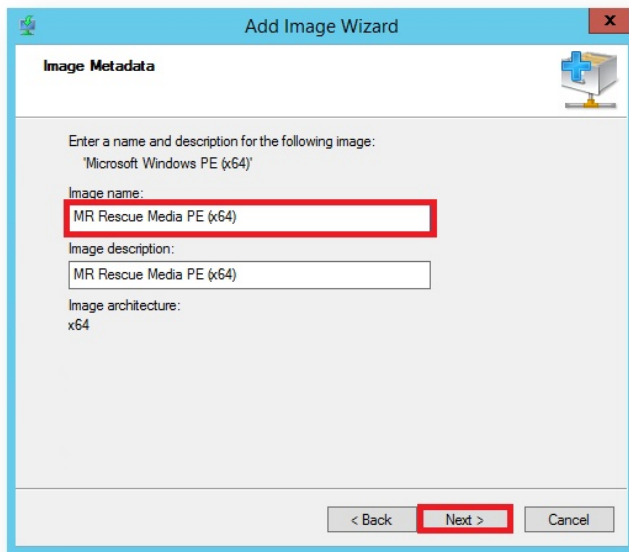 Add Image Wizard
x
Image Metadata
Enter a name and description for the following image:
'Microsoft Windows PE (x64)'
Image name:
MR Rescue Media PE (x64)
Image description:
MR Rescue Media PE (x64)
Image architecture:
x64
< Back Next > Cancel